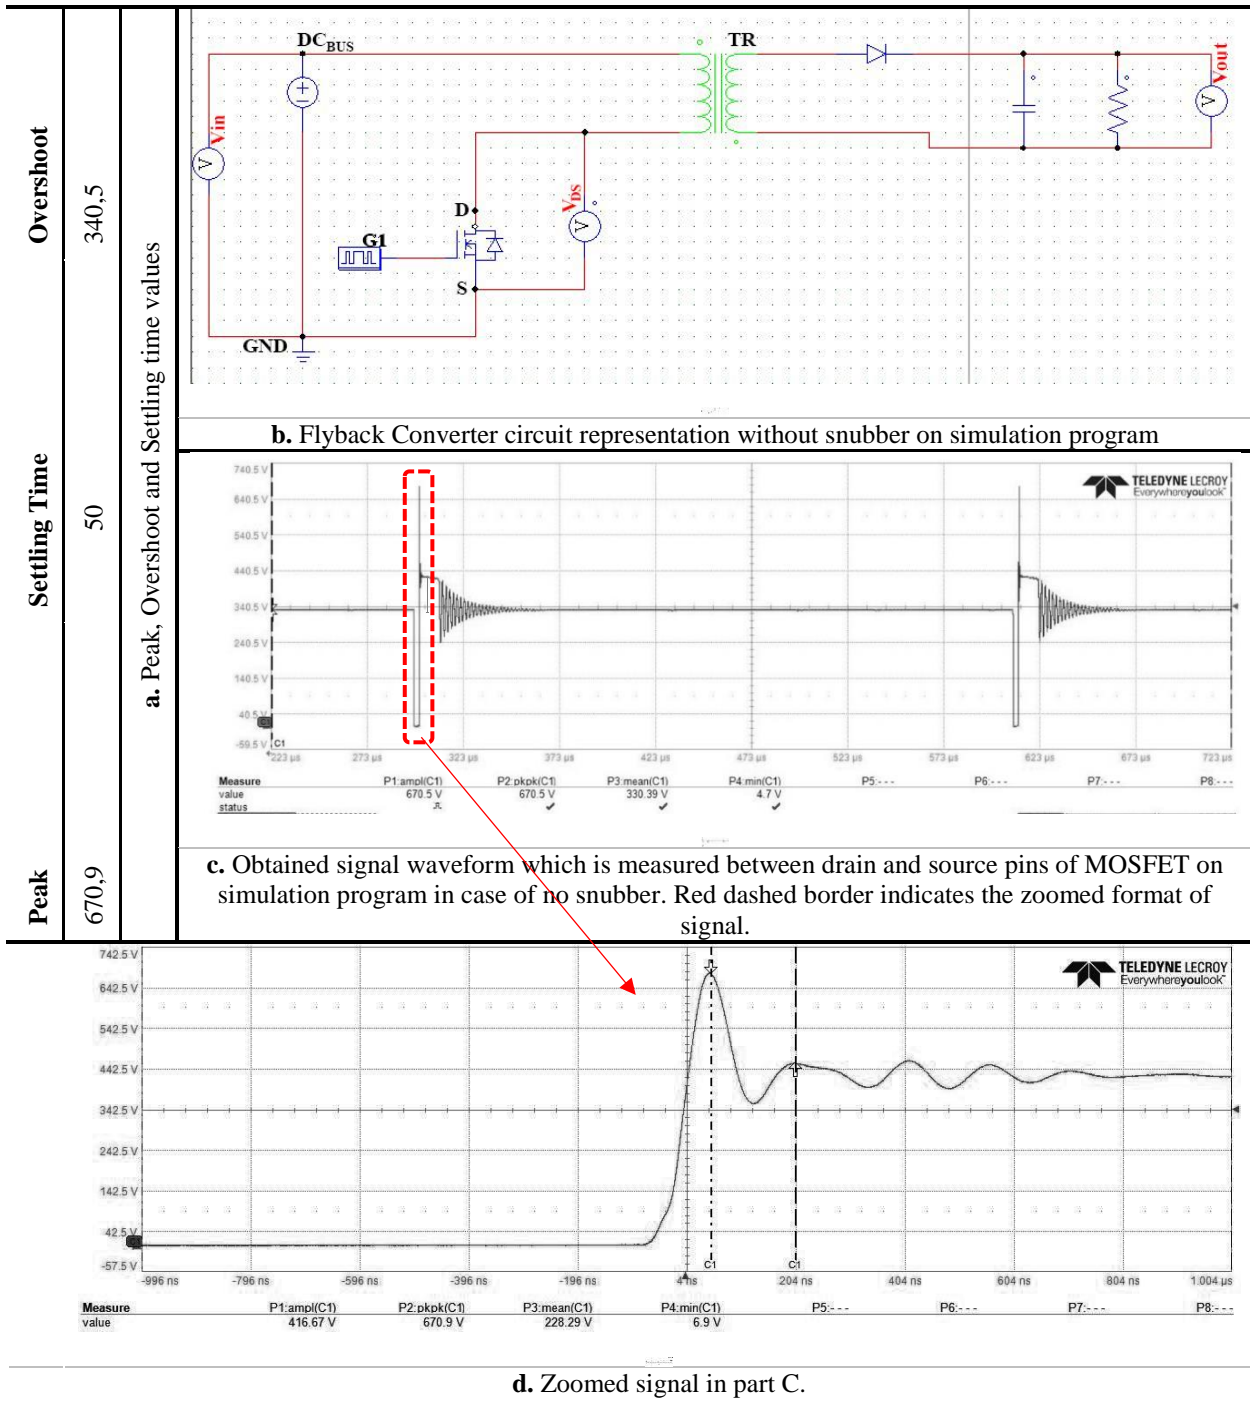 Overshoot
340,5
Settling Time
50
Peak
670,9
a. Peak, Overshoot and Settling time values
DCBUS
TR
Vin
Vout
D
VDS
G1
S
GND
b. Flyback Converter circuit representation without snubber on simulation program
740.5 V
640.5 V
540.5 V
440.5 V
340.5 V
240.5 V
140.5 V
40.5 V
-59.5 V
C1
TELEDYNE LECROY
Everywhereyoulook
223 µs 273 µs 323 µs 373 µs 423 µs 473 µs 523 µs 573 µs 623 µs 673 µs 723 µs
Measure P1:ampl(C1) P2:pkpk(C1) P3:mean(C1) P4:min(C1) P5:--- P6:--- P7:--- P8:---
value 670.5 V 670.5 V 330.39 V 4.7 V
status
c. Obtained signal waveform which is measured between drain and source pins of MOSFET on
simulation program in case of no snubber. Red dashed border indicates the zoomed format of
signal.
742.5 V
642.5 V
542.5 V
442.5 V
342.5 V
242.5 V
142.5 V
42.5 V
-57.5 V
TELEDYNE LECROY
Everywhereyoulook
C1 C1
-996 ns -796 ns -596 ns -396 ns -196 ns 4 ns 204 ns 404 ns 604 ns 804 ns 1.004 µs
Measure P1:ampl(C1) P2:pkpk(C1) P3:mean(C1) P4:min(C1) P5:--- P6:--- P7:--- P8:---
value 416.67 V 670.9 V 228.29 V 6.9 V
d. Zoomed signal in part C.